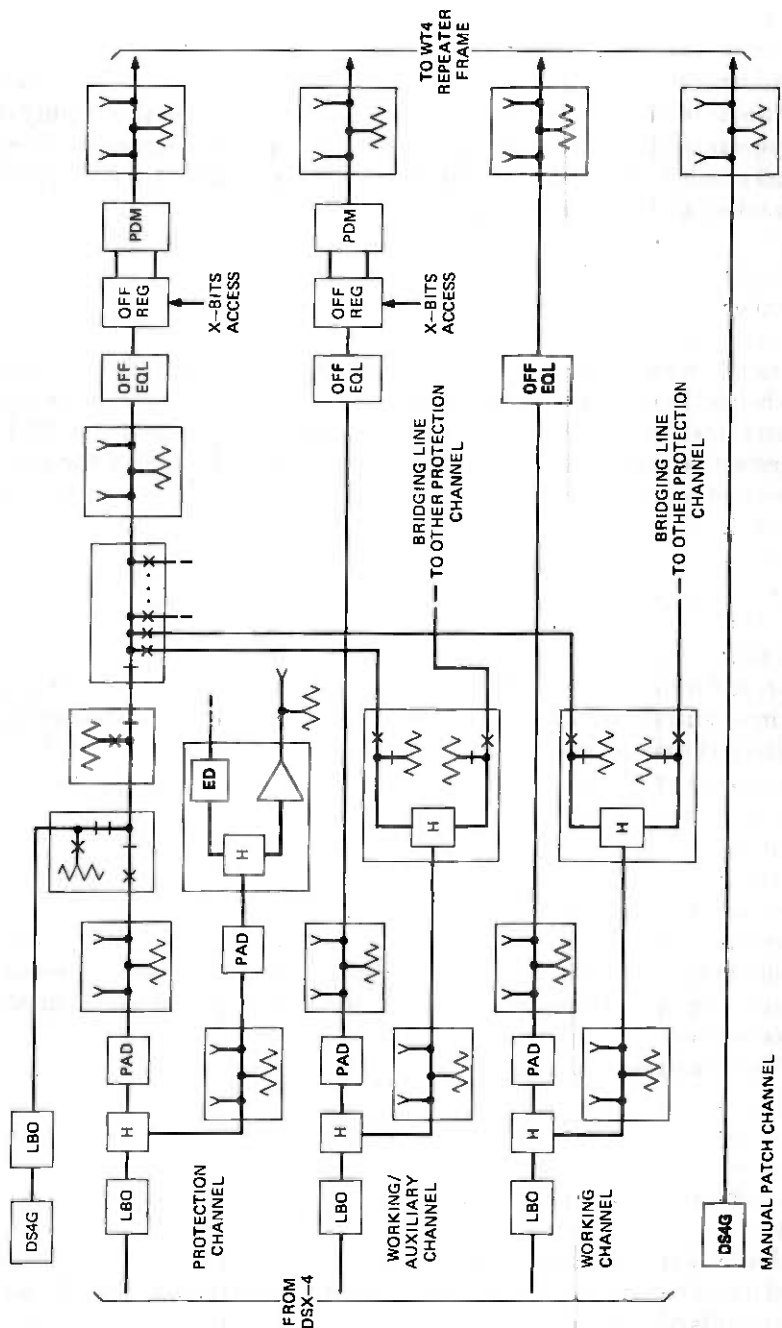 DS4G
LBO
FROM
DSX-4
LBO
H
PAD
PROTECTION
CHANNEL
PAD
H
ED
OFF
EQL
OFF
REG
X-BITS
ACCESS
PDM
TO WT4
REPEATER
FRAME
LBO
H
PAD
WORKING/
AUXILIARY
CHANNEL
H
BRIDGING LINE
TO OTHER PROTECTION
CHANNEL
OFF
EQL
OFF
REG
X-BITS
ACCESS
PDM
LBO
H
PAD
WORKING
CHANNEL
H
BRIDGING LINE
TO OTHER PROTECTION
CHANNEL
OFF
EQL
DS4G
MANUAL PATCH CHANNEL